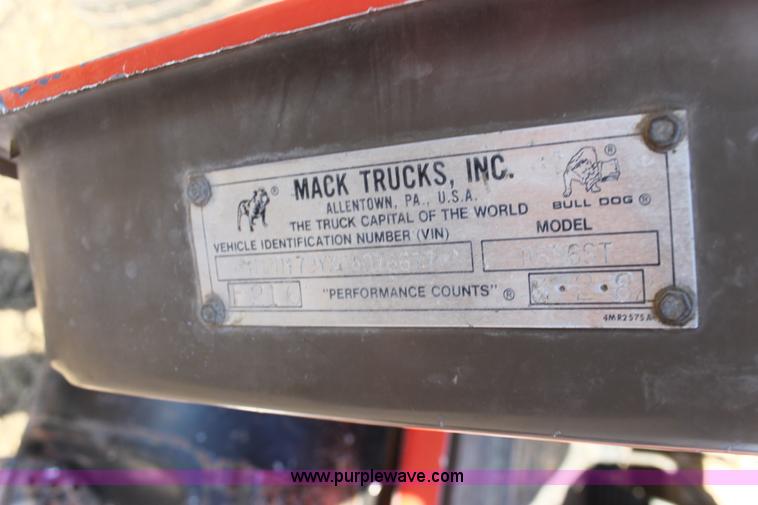 MACK TRUCKS, INC.
ALLENTOWN, PA., U.S.A.
THE TRUCK CAPITAL OF THE WORLD
BULL DOG ®
VEHICLE IDENTIFICATION NUMBER (VIN)
MODEL
"PERFORMANCE COUNTS" ®
4MR2575A
www.purplewave.com